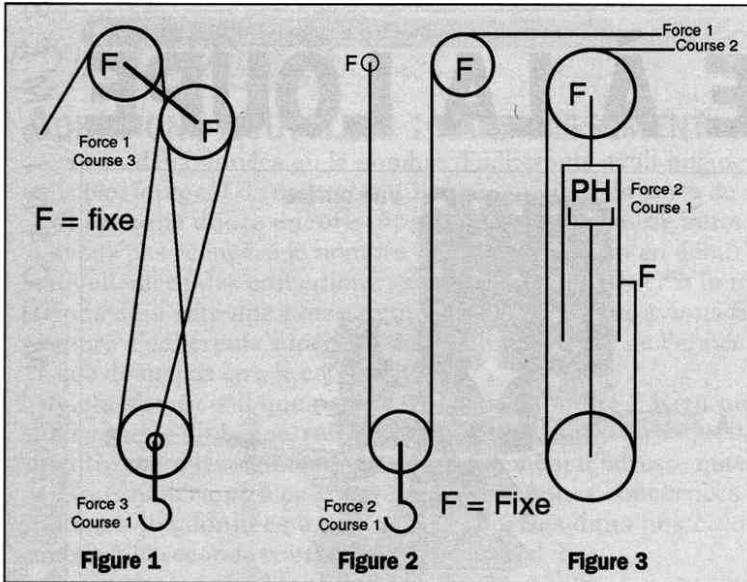 F
F
Force 1
Course 3
F = fixe
Force 3
Course 1
Figure 1
F
F
Force 2
Course 1
F = Fixe
Figure 2
Force 1
Course 2
F
PH
Force 2
Course 1
F
Figure 3